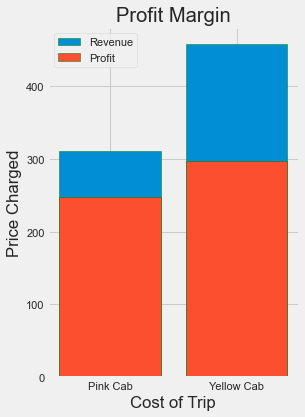 Profit Margin
Revenue
Profit
400
300
200
100
0
Price Charged
Pink Cab
Yellow Cab
Cost of Trip